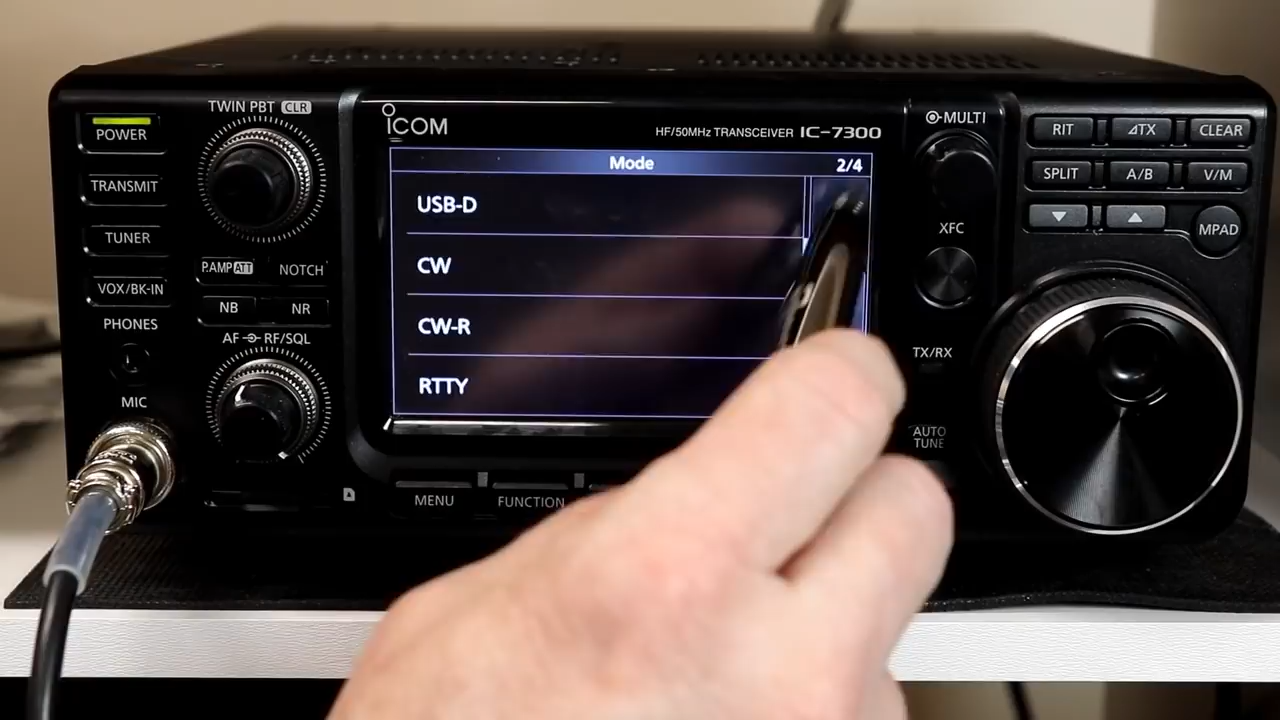 TWIN PBT CLR
POWER
TRANSMIT
TUNER
VOX/BK-IN
PHONES
MIC
P.AMP ATT
NOTCH
NB
NR
AF RF/SQL
ICOM
HF/50MHz TRANSCEIVER IC-7300
Mode 2/4
USB-D
CW
CW-R
RTTY
MENU
FUNCTION
MULTI
XFC
TX/RX
AUTO
TUNE
RIT
⊿TX
CLEAR
SPLIT
A/B
V/M
MPAD